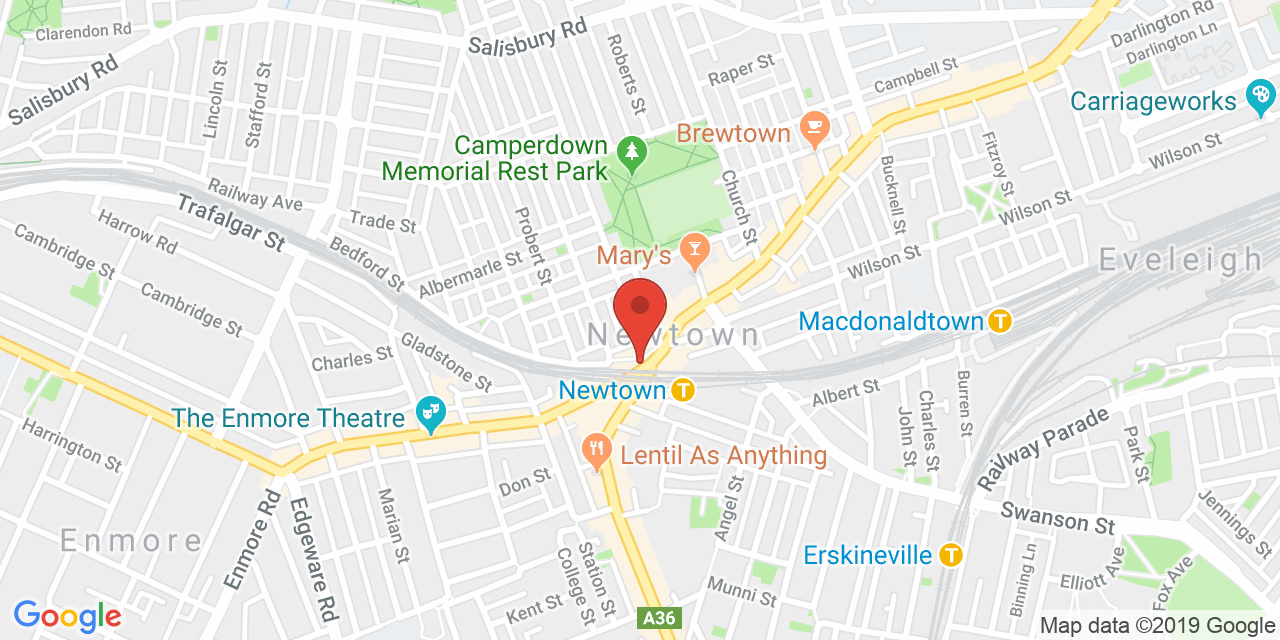 Clarendon Rd
Salisbury Rd
Salisbury Rd
Roberts St
Raper St
Campbell St
Darlington Rd
Darlington Ln
Lincoln St
Stafford St
Carriageworks
Brewtown
Camperdown
Memorial Rest Park
Fitzroy St
Wilson St
Bucknell St
Church St
Railway Ave
Trafalgar St
Trade St
Harrow Rd
Probert St
Wilson St
Cambridge St
Bedford St
Albermarle St
Mary's
Wilson St
Eveleigh
Cambridge St
Newtown
Macdonaldtown
T
Charles St
Gladstone St
Newtown
T
Albert St
Burren St
Charles St
John St
Railway Parade
The Enmore Theatre
Harrington St
Lentil As Anything
Park St
Don St
Angel St
Marian St
Enmore Rd
Edgeware Rd
Swanson St
Jennings St
Enmore
Erskineville
T
Station St
College St
Binning Ln
Elliott Ave
Fox Ave
Munni St
Kent St
A36
Google
Map data ©2019 Google